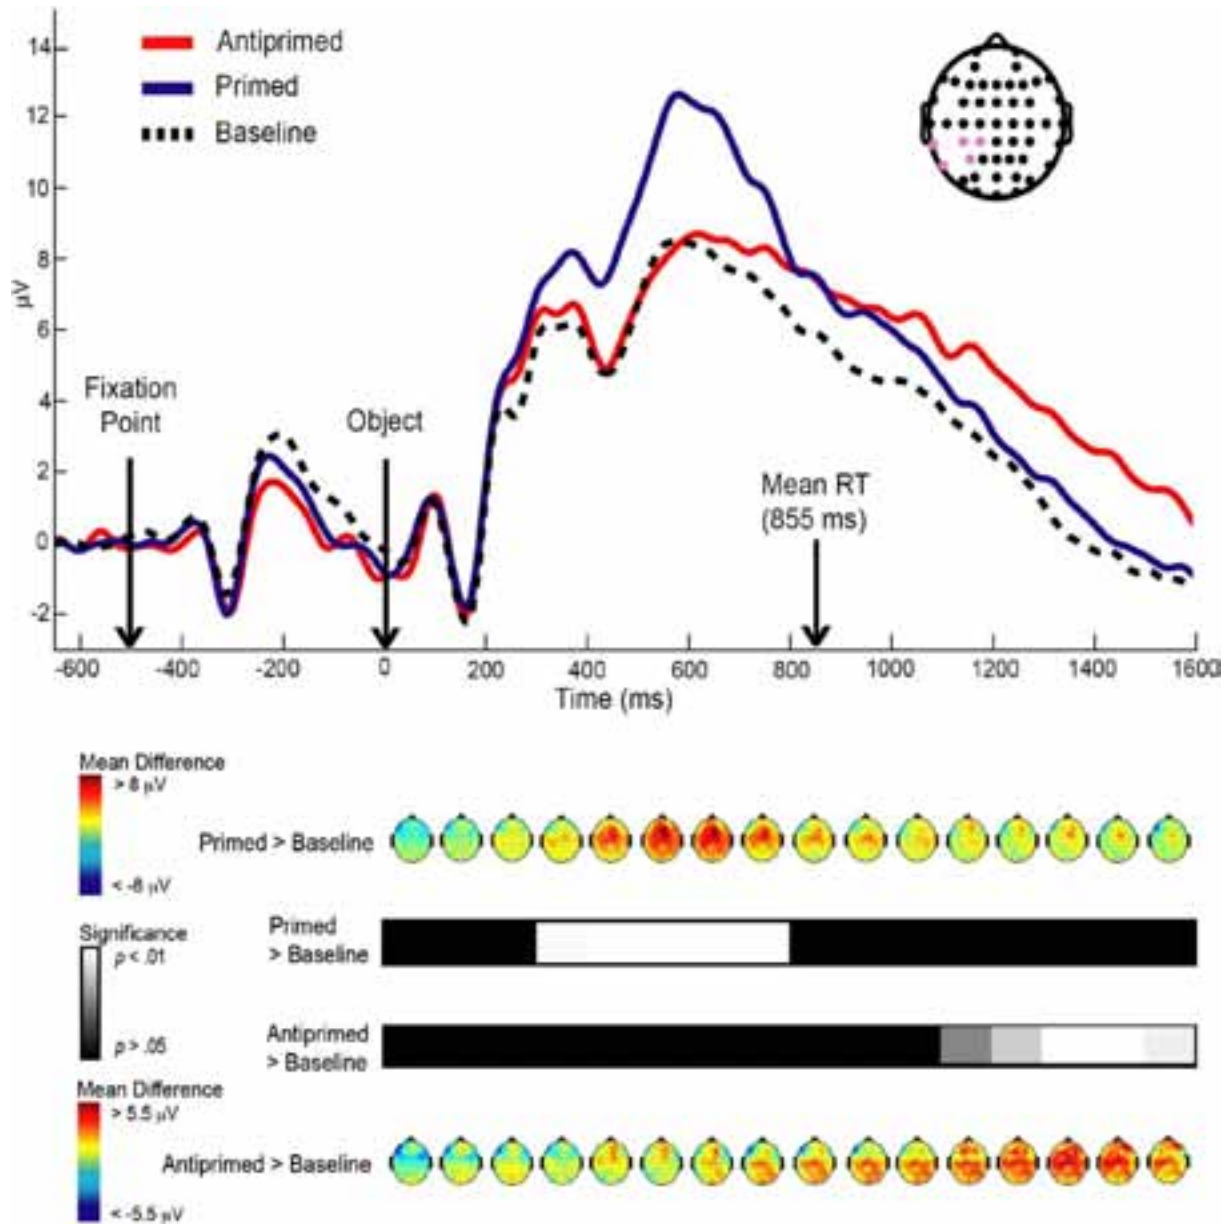 Antiprimed
Primed
Baseline
14
12
10
8
6
4
2
0
-2
µV
Fixation
Point
Object
Mean RT
(855 ms)
-600 -400 -200 0 200 400 600 800 1000 1200 1400 1600
Time (ms)
Mean Difference
> 8 µV
Primed > Baseline
< -8 µV
Significance
p < .01
p > .05
Primed
> Baseline
Antiprimed
> Baseline
Mean Difference
> 5.5 µV
Antiprimed > Baseline
< -5.5 µV